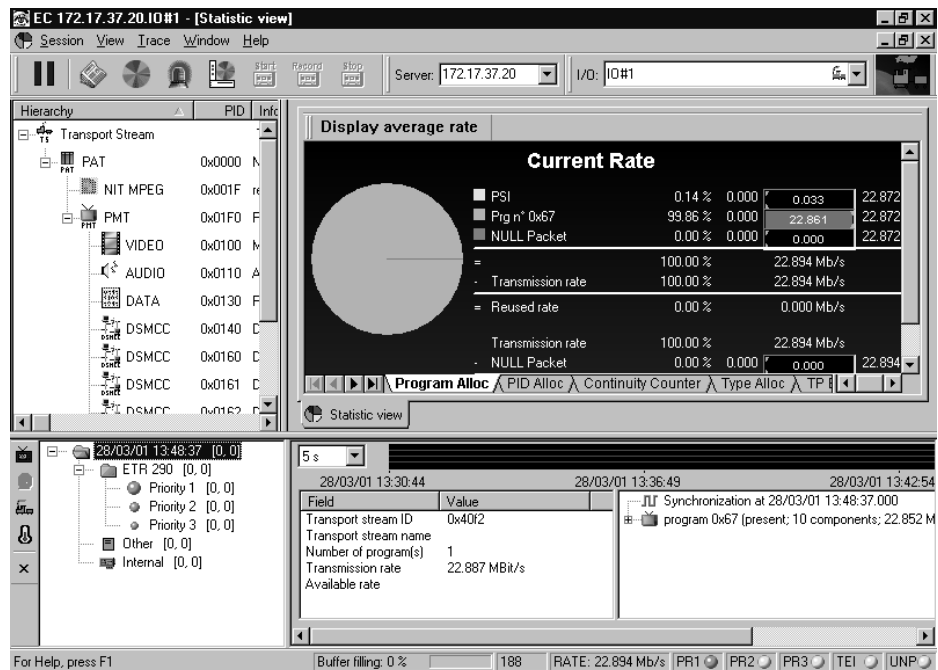 EC 172.17.37.20.IO#1 - [Statistic view]
Session View Trace Window Help
Start Record Stop Server: 172.17.37.20 I/O: IO#1
Hierarchy PID Info
Transport Stream
PAT 0x0000 N
NIT MPEG 0x001F re
PMT 0x01F0 F
VIDEO 0x0100 M
AUDIO 0x0110 A
DATA 0x0130 F
DSMCC 0x0140 D
DSMCC 0x0160 D
DSMCC 0x0161 D
DSMCC 0x0162 D
Display average rate
Current Rate
PSI 0.14 % 0.000 0.033 22.872
Prg n° 0x67 99.86 % 0.000 22.861 22.872
NULL Packet 0.00 % 0.000 0.000 22.872
= 100.00 % 22.894 Mb/s
- Transmission rate 100.00 % 22.894 Mb/s
= Reused rate 0.00 % 0.000 Mb/s
Transmission rate 100.00 % 22.894 Mb/s
- NULL Packet 0.00 % 0.000 0.000 22.894
Program Alloc PID Alloc Continuity Counter Type Alloc TP E
Statistic view
28/03/01 13:48:37 [0, 0]
ETR 290 [0, 0]
Priority 1 [0, 0]
Priority 2 [0, 0]
Priority 3 [0, 0]
Other [0, 0]
Internal [0, 0]
5 s
28/03/01 13:30:44 28/03/01 13:36:49 28/03/01 13:42:54
Field Value
Transport stream ID 0x40f2
Transport stream name
Number of program(s) 1
Transmission rate 22.887 MBit/s
Available rate
Synchronization at 28/03/01 13:48:37.000
program 0x67 (present; 10 components; 22.852 M
For Help, press F1 Buffer filling: 0 % 188 RATE: 22.894 Mb/s PR1 PR2 PR3 TEI UNP